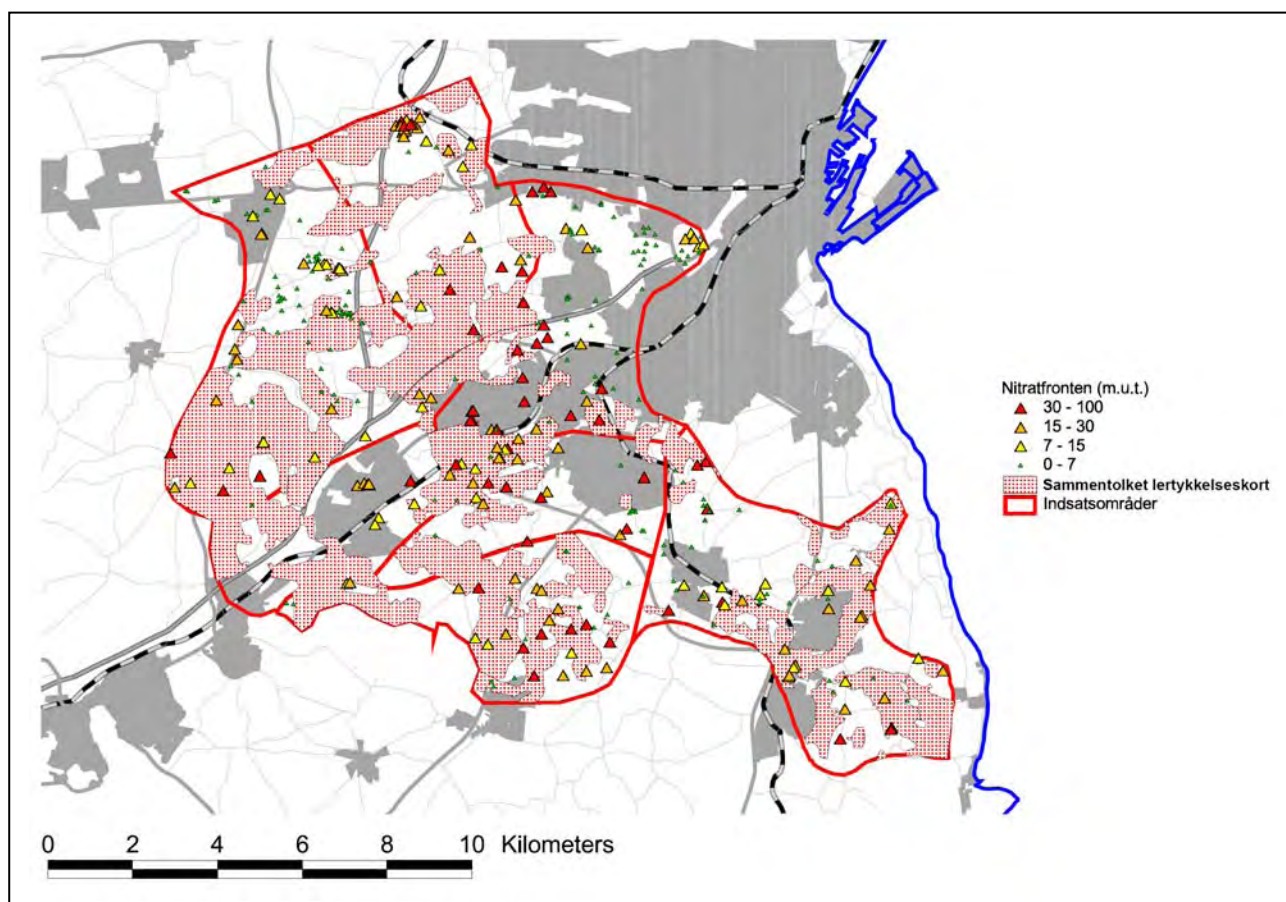 Nitratfronten (m.u.t.)
30 - 100
15 - 30
7 - 15
0 - 7
Sammentolket lertykkelseskort
Indsatsområder
0 2 4 6 8 10 Kilometers